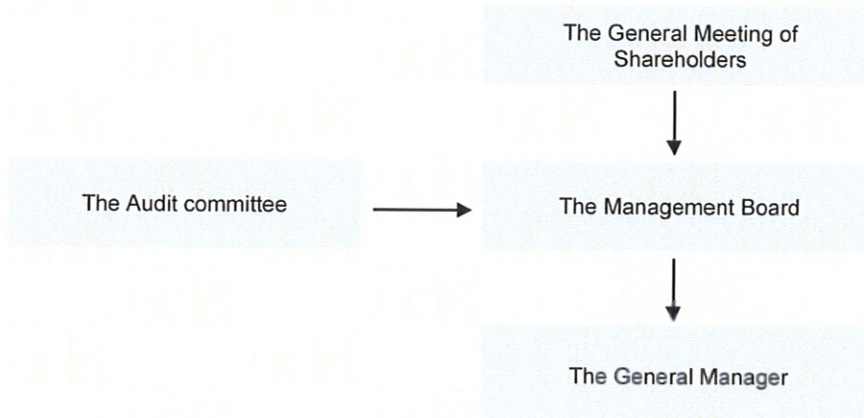 The General Meeting of
Shareholders
The Audit committee
The Management Board
The General Manager